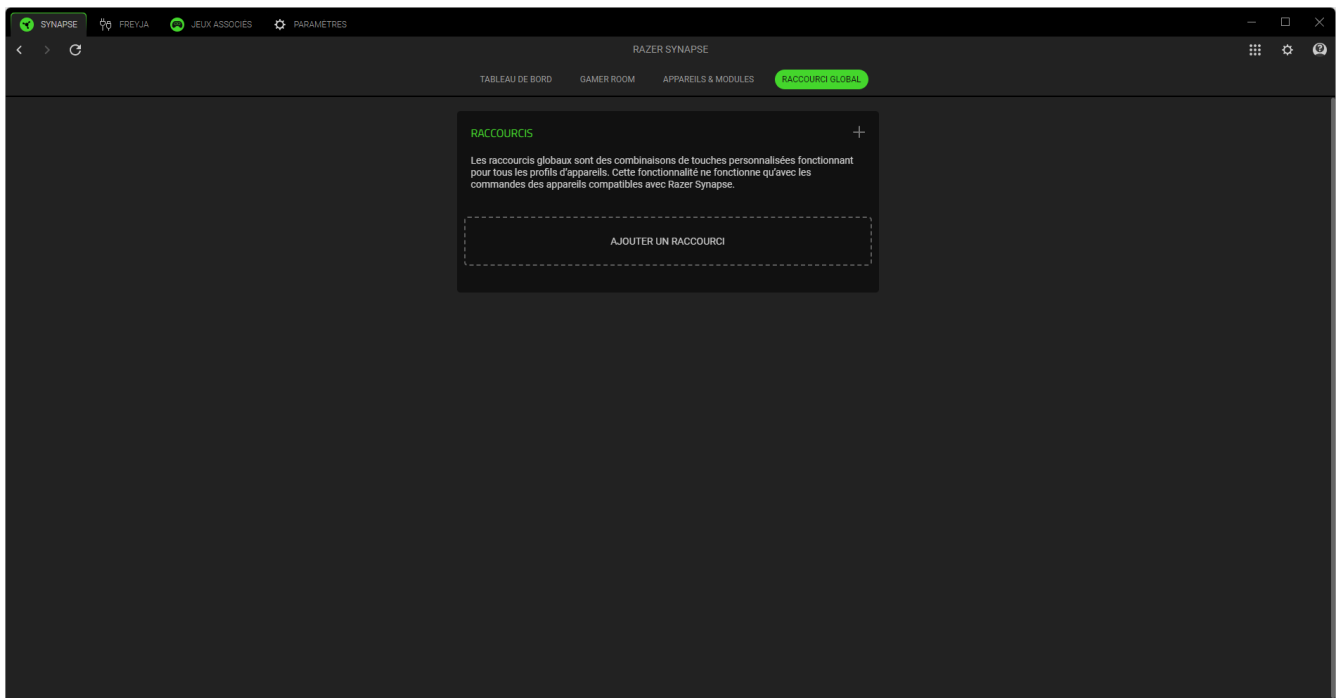 SYNAPSE
FREYJA
JEUX ASSOCIÉS
PARAMÈTRES
RAZER SYNAPSE
TABLEAU DE BORD
GAMER ROOM
APPAREILS & MODULES
RACCOURCI GLOBAL
RACCOURCIS
Les raccourcis globaux sont des combinaisons de touches personnalisées fonctionnant
pour tous les profils d'appareils. Cette fonctionnalité ne fonctionne qu'avec les
commandes des appareils compatibles avec Razer Synapse.
AJOUTER UN RACCOURCI